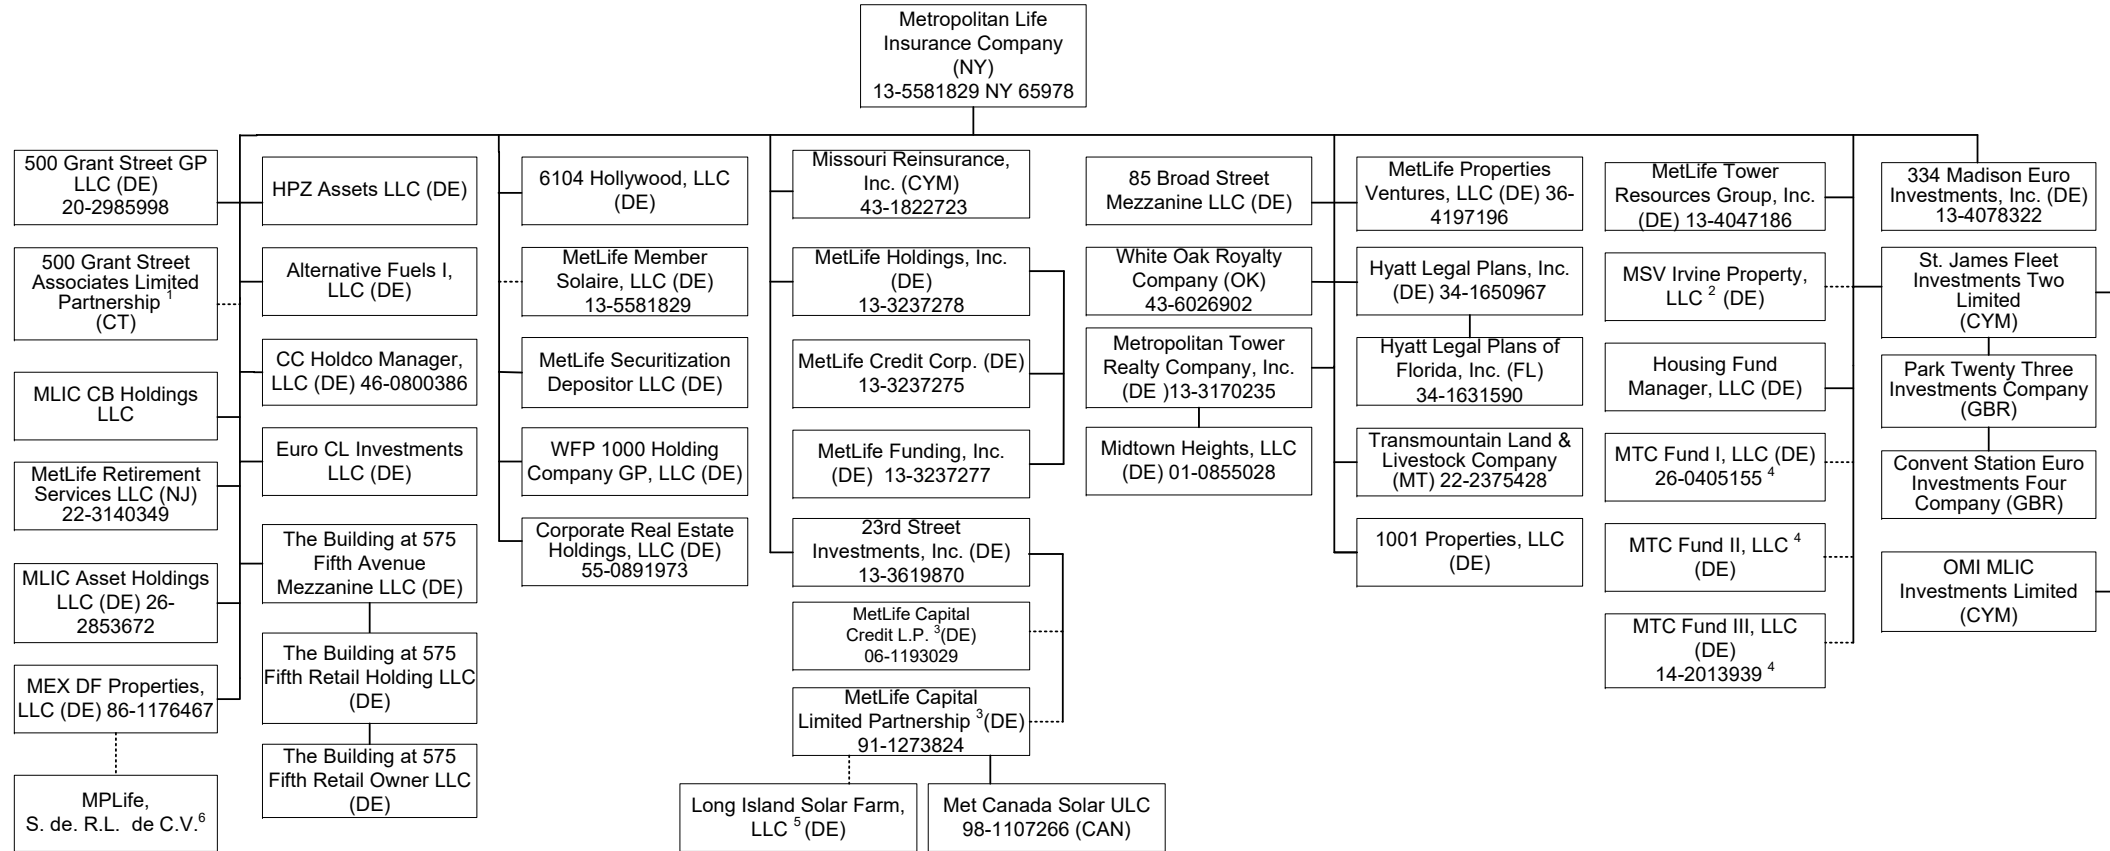 Metropolitan Life
Insurance Company
(NY)
13-5581829 NY 65978
500 Grant Street GP
LLC (DE)
20-2985998
500 Grant Street
Associates Limited
Partnership 1
(CT)
MLIC CB Holdings
LLC
MetLife Retirement
Services LLC (NJ)
22-3140349
MLIC Asset Holdings
LLC (DE) 26-
2853672
MEX DF Properties,
LLC (DE) 86-1176467
MPLife,
S. de. R.L. de C.V.6
HPZ Assets LLC (DE)
Alternative Fuels I,
LLC (DE)
CC Holdco Manager,
LLC (DE) 46-0800386
Euro CL Investments
LLC (DE)
The Building at 575
Fifth Avenue
Mezzanine LLC (DE)
The Building at 575
Fifth Retail Holding LLC
(DE)
The Building at 575
Fifth Retail Owner LLC
(DE)
6104 Hollywood, LLC
(DE)
MetLife Member
Solaire, LLC (DE)
13-5581829
MetLife Securitization
Depositor LLC (DE)
WFP 1000 Holding
Company GP, LLC (DE)
Corporate Real Estate
Holdings, LLC (DE)
55-0891973
Missouri Reinsurance,
Inc. (CYM)
43-1822723
MetLife Holdings, Inc.
(DE)
13-3237278
MetLife Credit Corp. (DE)
13-3237275
MetLife Funding, Inc.
(DE) 13-3237277
23rd Street
Investments, Inc. (DE)
13-3619870
MetLife Capital
Credit L.P. 3(DE)
06-1193029
MetLife Capital
Limited Partnership 3(DE)
91-1273824
Long Island Solar Farm,
LLC 5 (DE)
Met Canada Solar ULC
98-1107266 (CAN)
85 Broad Street
Mezzanine LLC (DE)
White Oak Royalty
Company (OK)
43-6026902
Metropolitan Tower
Realty Company, Inc.
(DE )13-3170235
Midtown Heights, LLC
(DE) 01-0855028
MetLife Properties
Ventures, LLC (DE) 36-
4197196
Hyatt Legal Plans, Inc.
(DE) 34-1650967
Hyatt Legal Plans of
Florida, Inc. (FL)
34-1631590
Transmountain Land &
Livestock Company
(MT) 22-2375428
1001 Properties, LLC
(DE)
MetLife Tower
Resources Group, Inc.
(DE) 13-4047186
MSV Irvine Property,
LLC 2 (DE)
Housing Fund
Manager, LLC (DE)
MTC Fund I, LLC (DE)
26-0405155 4
MTC Fund II, LLC 4
(DE)
MTC Fund III, LLC
(DE)
14-2013939 4
334 Madison Euro
Investments, Inc. (DE)
13-4078322
St. James Fleet
Investments Two
Limited
(CYM)
Park Twenty Three
Investments Company
(GBR)
Convent Station Euro
Investments Four
Company (GBR)
OMI MLIC
Investments Limited
(CYM)